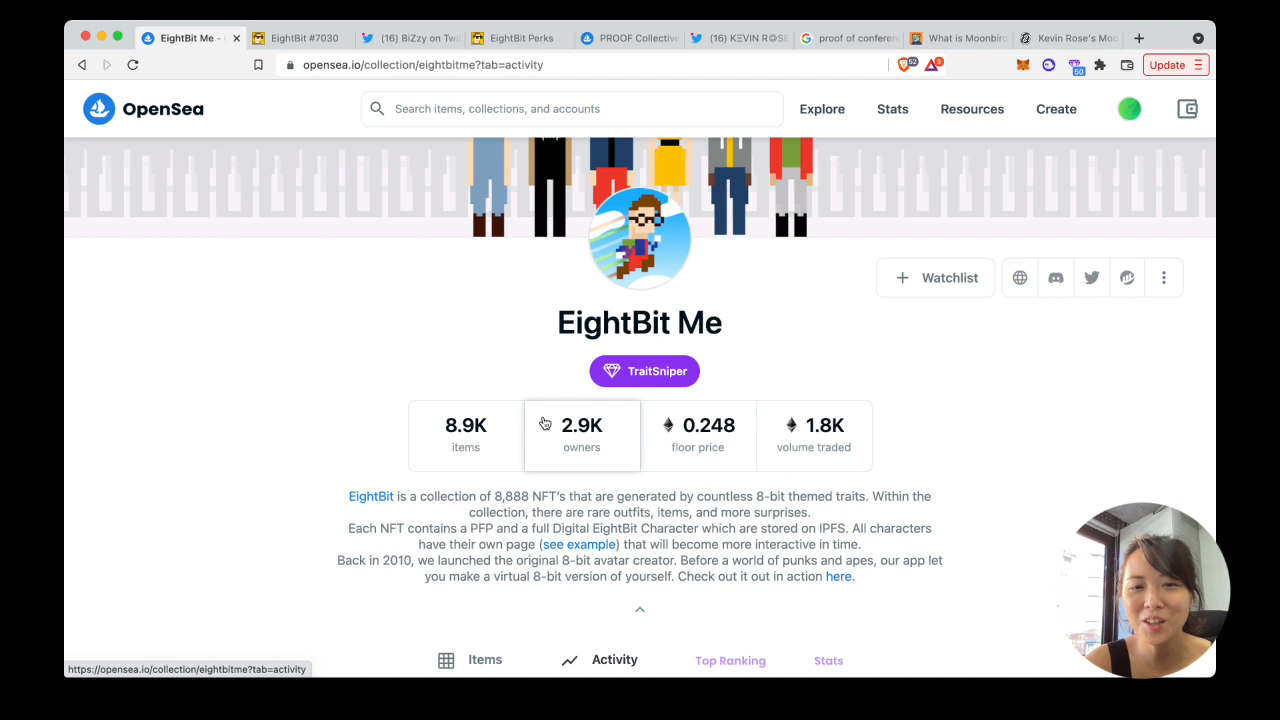 EightBit Me -
EightBit #7030
(16) BiZzy on Twi
EightBit Perks
PROOF Collective
(16) KΞVIN R
proof of conferen
What is Moonbird
Kevin Rose's Moo
opensea.io/collection/eightbitme?tab=activity
52
3
50
Update
OpenSea
Search items, collections, and accounts
Explore
Stats
Resources
Create
Watchlist
EightBit Me
TraitSniper
8.9K
items
2.9K
owners
0.248
floor price
1.8K
volume traded
EightBit is a collection of 8,888 NFT's that are generated by countless 8-bit themed traits. Within the
collection, there are rare outfits, items, and more surprises.
Each NFT contains a PFP and a full Digital EightBit Character which are stored on IPFS. All characters
have their own page (see example) that will become more interactive in time.
Back in 2010, we launched the original 8-bit avatar creator. Before a world of punks and apes, our app let
you make a virtual 8-bit version of yourself. Check out it out in action here.
Items
Activity
Top Ranking
Stats
https://opensea.io/collection/eightbitme?tab=activity